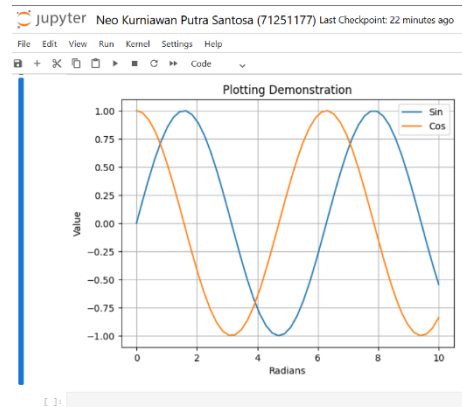 jupyter Neo Kurniawan Putra Santosa (71251177) Last Checkpoint: 22 minutes ago
File Edit View Run Kernel Settings Help
Code
Plotting Demonstration
Sin
Cos
1.00
0.75
0.50
0.25
0.00
−0.25
−0.50
−0.75
−1.00
Value
0 2 4 6 8 10
Radians
[ ]: